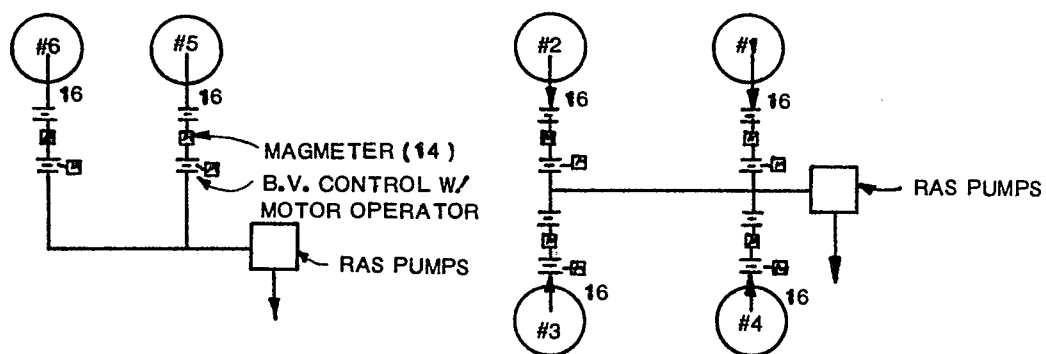 #6
#5
#2
#1
16
16
16
16
MAGMETER (14)
B.V. CONTROL W/
MOTOR OPERATOR
RAS PUMPS
RAS PUMPS
16
16
#3
#4